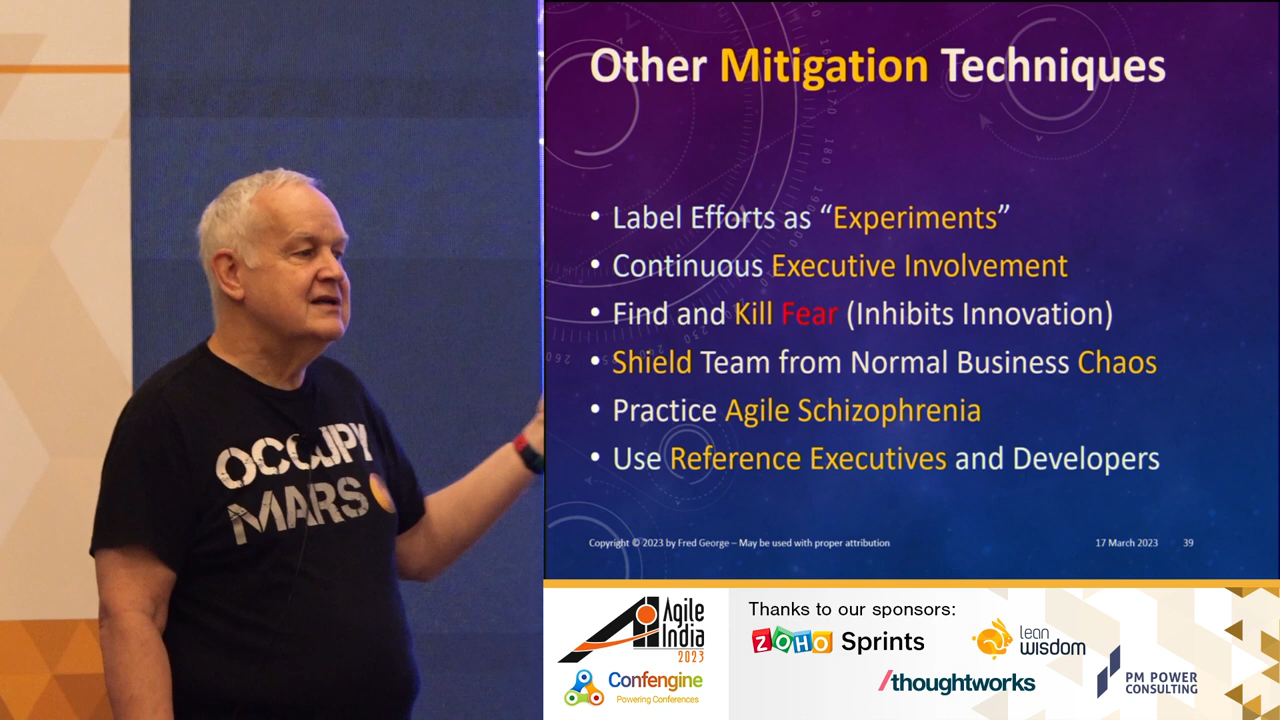 Other Mitigation Techniques
• Label Efforts as “Experiments”
• Continuous Executive Involvement
• Find and Kill Fear (Inhibits Innovation)
• Shield Team from Normal Business Chaos
• Practice Agile Schizophrenia
• Use Reference Executives and Developers
Copyright © 2023 by Fred George – May be used with proper attribution
17 March 2023 39
OCCUPY
MARS
Agile
India
2023
Confengine
Powering Conferences
Thanks to our sponsors:
ZOHO Sprints
lean
wisdom
/thoughtworks
PM POWER
CONSULTING